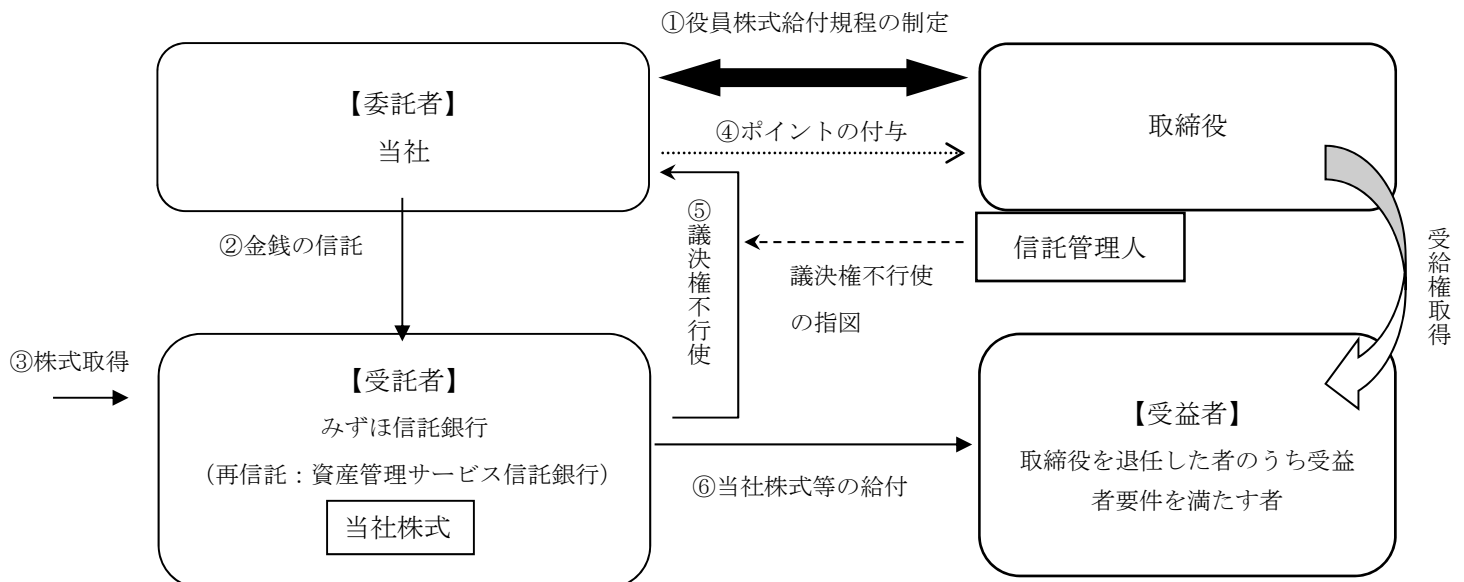 ①役員株式給付規程の制定
【委託者】
当社
④ポイントの付与
取締役
②金銭の信託
⑤議決権不行使
信託管理人
議決権不行使
の指図
受給権取得
③株式取得
【受託者】
みずほ信託銀行
（再信託：資産管理サービス信託銀行）
当社株式
⑥当社株式等の給付
【受益者】
取締役を退任した者のうち受益
者要件を満たす者